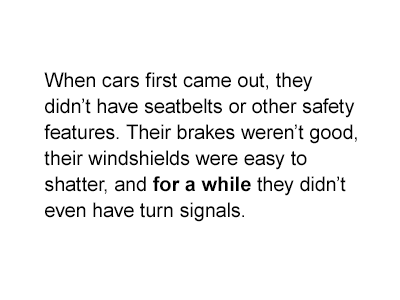 When cars first came out, they
didn’t have seatbelts or other safety
features. Their brakes weren’t good,
their windshields were easy to
shatter, and for a while they didn’t
even have turn signals.